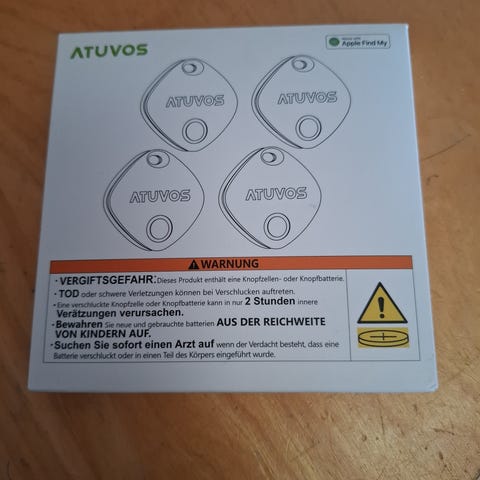 ATUVOS
Works with
Apple Find My
ATUVOS
ATUVOS
ATUVOS
ATUVOS
WARNUNG
· VERGIFTSGEFAHR: Dieses Produkt enthält eine Knopfzellen- oder Knopfbatterie.
· TOD oder schwere Verletzungen können bei Verschlucken auftreten.
· Eine verschluckte Knopfzelle oder Knopfbatterie kann in nur 2 Stunden innere
Verätzungen verursachen.
· Bewahren Sie neue und gebrauchte batterien AUS DER REICHWEITE
VON KINDERN AUF.
· Suchen Sie sofort einen Arzt auf wenn der Verdacht besteht, dass eine
Batterie verschluckt oder in einen Teil des Körpers eingeführt wurde.